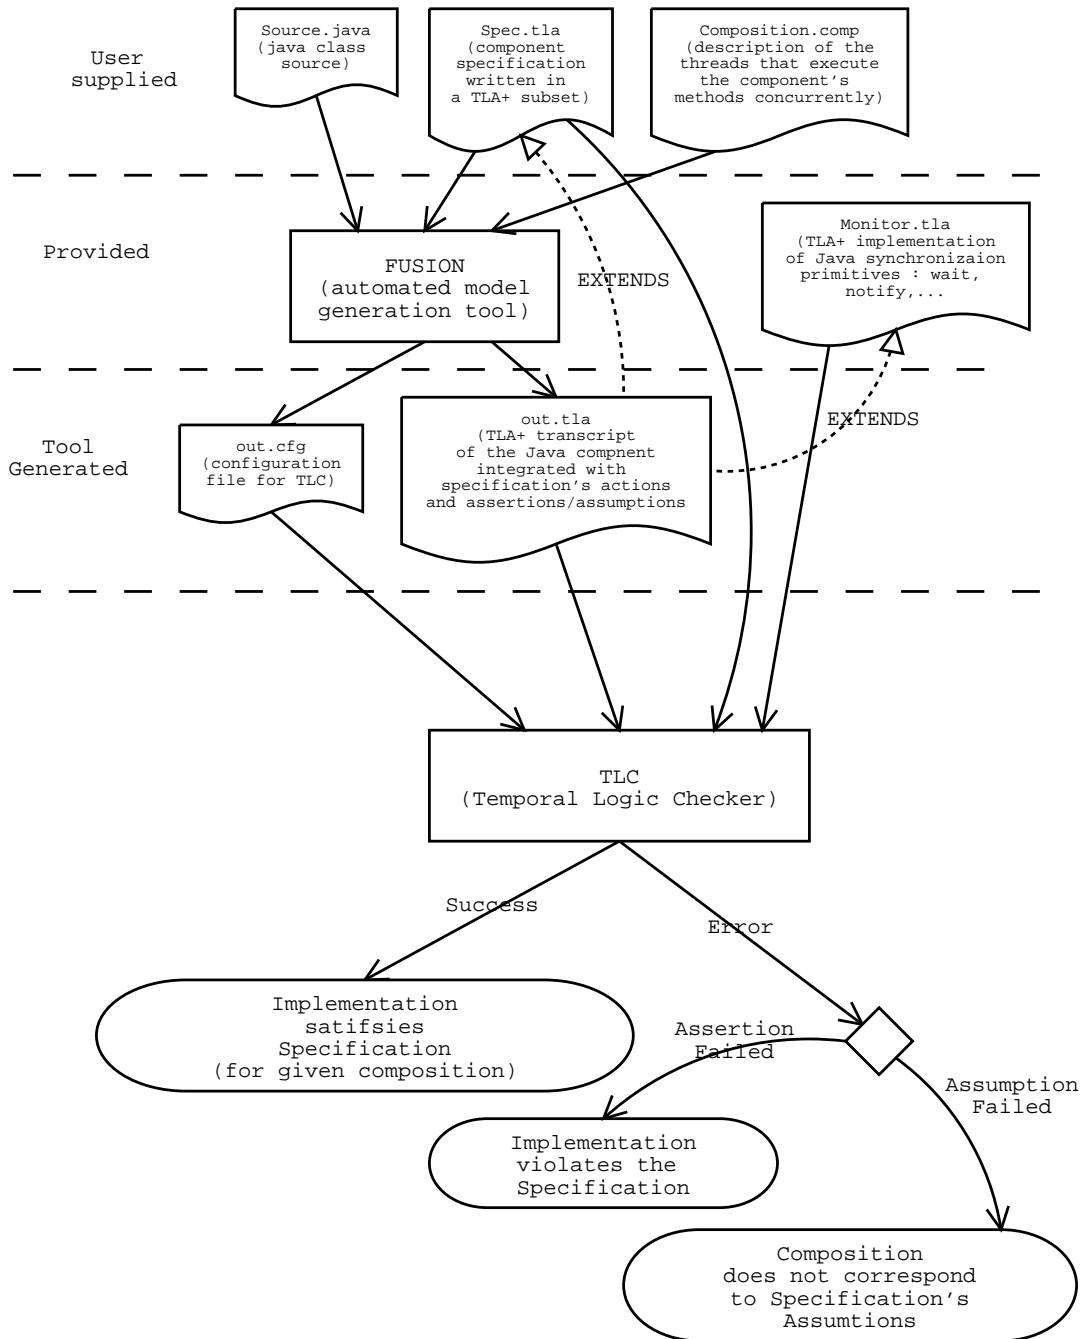 User
supplied
Source.java
(java class
source)
Spec.tla
(component
specification
written in
a TLA+ subset)
Composition.comp
(description of the
threads that execute
the component's
methods concurrently)
Provided
FUSION
(automated model
generation tool)
EXTENDS
Monitor.tla
(TLA+ implementation
of Java synchronizaion
primitives : wait,
notify,...
EXTENDS
Tool
Generated
out.cfg
(configuration
file for TLC)
out.tla
(TLA+ transcript
of the Java compnent
integrated with
specification's actions
and assertions/assumptions
TLC
(Temporal Logic Checker)
Success
Error
Implementation
satifsies
Specification
(for given composition)
Assertion
Failed
Assumption
Failed
Implementation
violates the
Specification
Composition
does not correspond
to Specification's
Assumtions